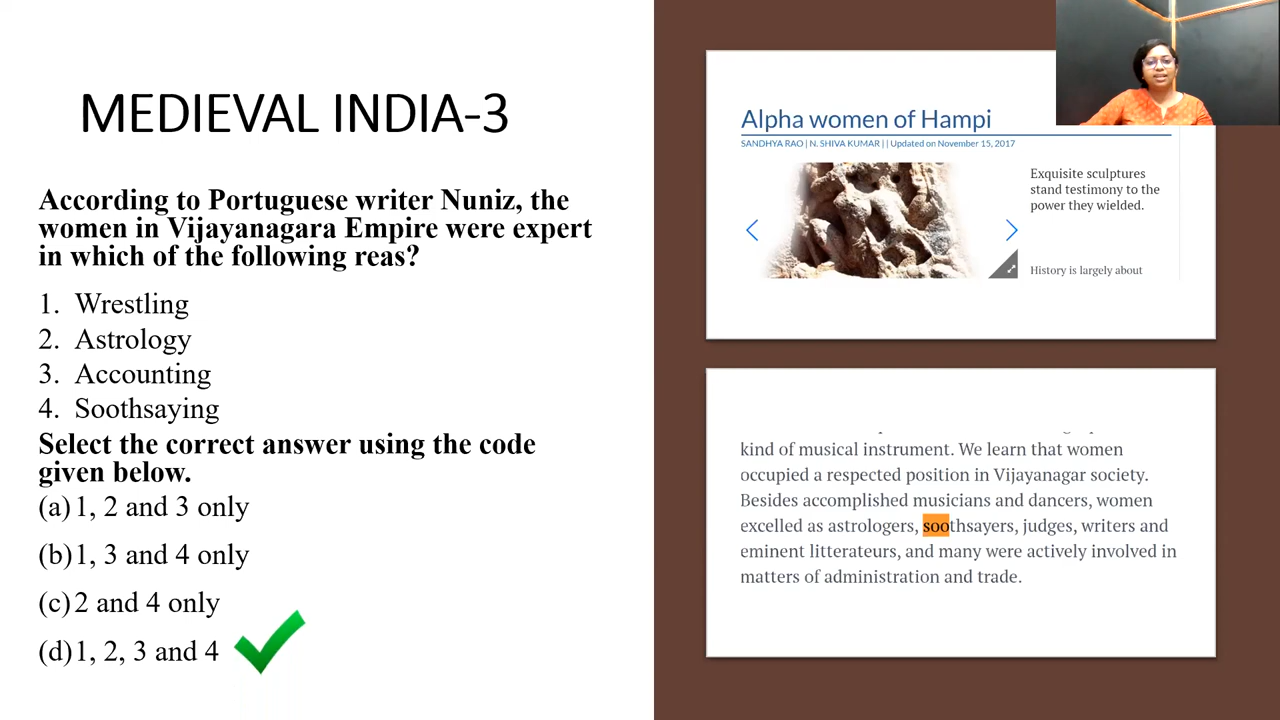 MEDIEVAL INDIA-3
According to Portuguese writer Nuniz, the
women in Vijayanagara Empire were expert
in which of the following reas?
1. Wrestling
2. Astrology
3. Accounting
4. Soothsaying
Select the correct answer using the code
given below.
(a) 1, 2 and 3 only
(b) 1, 3 and 4 only
(c) 2 and 4 only
(d) 1, 2, 3 and 4
Alpha women of Hampi
SANDHYA RAO | N. SHIVA KUMAR | | Updated on November 15, 2017
Exquisite sculptures
stand testimony to the
power they wielded.
History is largely about
kind of musical instrument. We learn that women
occupied a respected position in Vijayanagar society.
Besides accomplished musicians and dancers, women
excelled as astrologers, soothsayers, judges, writers and
eminent litterateurs, and many were actively involved in
matters of administration and trade.